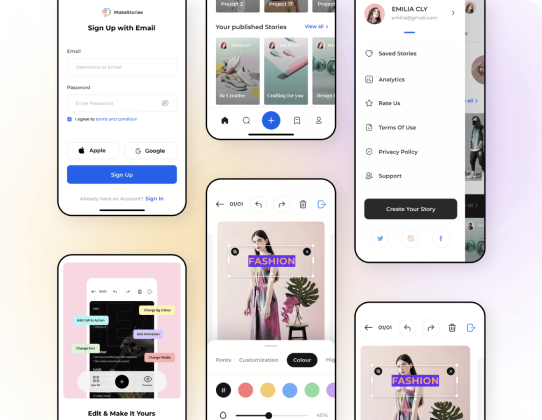 MakeStories
Sign Up with Email
Email
Username or Email
Password
Enter Password
I agree to terms and condition
Apple
Google
Sign Up
Already have an Account? Sign In
Add Call to Action
Change Bg Colour
Add Animation
Change font
Change Media
Edit & Make It Yours
Project 2
Project 17
Your published Stories
View all >
be Creative
Crafting for you
Design
01/01
FASHION
Fonts
Customization
Colour
40%
EMILIA CLY
emilia@gmail.com
Saved Stories
Analytics
Rate Us
Terms Of Use
Privacy Policy
Support
Create Your Story
all >
all >
01/01
FASHION